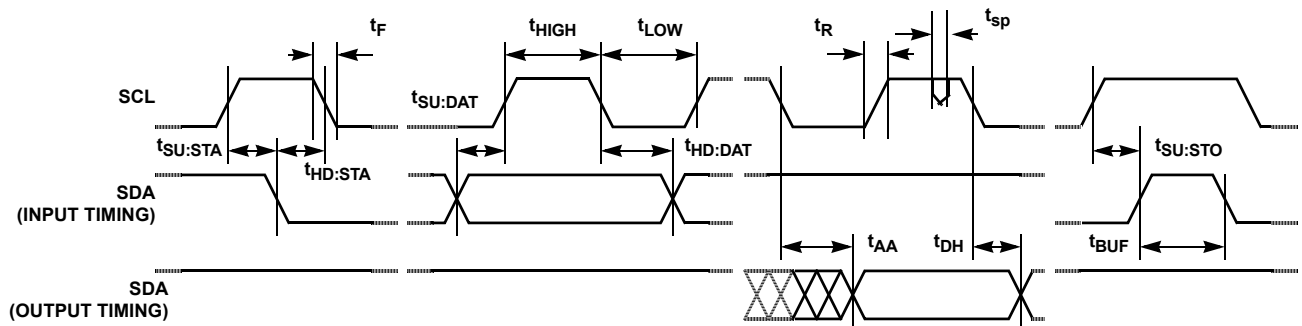 tF
tHIGH
tLOW
tR
tsp
SCL
tSU:DAT
tSU:STA
tHD:STA
tHD:DAT
tSU:STO
SDA
(INPUT TIMING)
tAA
tDH
tBUF
SDA
(OUTPUT TIMING)